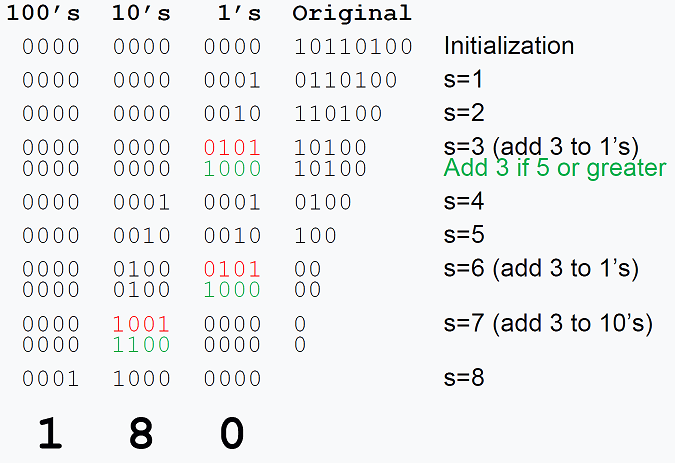 100’s 10’s 1’s Original
0000 0000 0000 10110100 Initialization
0000 0000 0001 0110100 s=1
0000 0000 0010 110100 s=2
0000 0000 0101 10100 s=3 (add 3 to 1’s)
0000 0000 1000 10100 Add 3 if 5 or greater
0000 0001 0001 0100 s=4
0000 0010 0010 100 s=5
0000 0100 0101 00 s=6 (add 3 to 1’s)
0000 0100 1000 00
0000 1001 0000 0 s=7 (add 3 to 10’s)
0000 1100 0000 0
0001 1000 0000 s=8
1 8 0